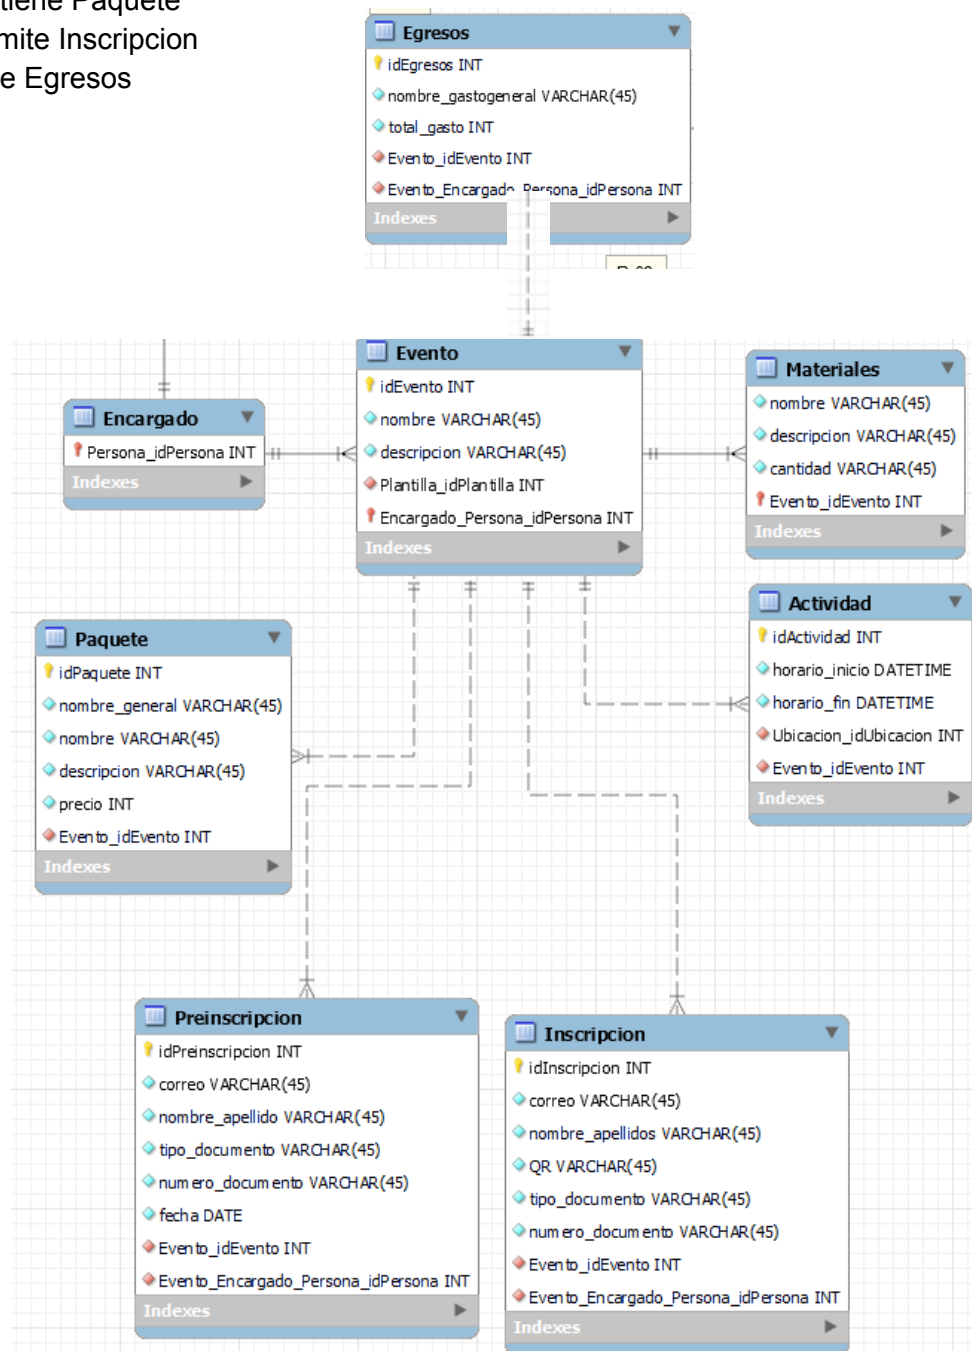 tiene Paquete
mite Inscripcion
e Egresos
Egresos
idEgresos INT
nombre_gastogeneral VARCHAR(45)
total_gasto INT
Evento_idEvento INT
Evento_Encargado_Persona_idPersona INT
Indexes
Evento
idEvento INT
nombre VARCHAR(45)
descripcion VARCHAR(45)
Plantilla_idPlantilla INT
Encargado_Persona_idPersona INT
Indexes
Encargado
Persona_idPersona INT
Indexes
Materiales
nombre VARCHAR(45)
descripcion VARCHAR(45)
cantidad VARCHAR(45)
Evento_idEvento INT
Indexes
Actividad
idActividad INT
horario_inicio DATETIME
horario_fin DATETIME
Ubicacion_idUbicacion INT
Evento_idEvento INT
Indexes
Paquete
idPaquete INT
nombre_general VARCHAR(45)
nombre VARCHAR(45)
descripcion VARCHAR(45)
precio INT
Evento_idEvento INT
Indexes
Preinscripcion
idPreinscripcion INT
correo VARCHAR(45)
nombre_apellido VARCHAR(45)
tipo_documento VARCHAR(45)
numero_documento VARCHAR(45)
fecha DATE
Evento_idEvento INT
Evento_Encargado_Persona_idPersona INT
Indexes
Inscripcion
idInscripcion INT
correo VARCHAR(45)
nombre_apellidos VARCHAR(45)
QR VARCHAR(45)
tipo_documento VARCHAR(45)
numero_documento VARCHAR(45)
Evento_idEvento INT
Evento_Encargado_Persona_idPersona INT
Indexes